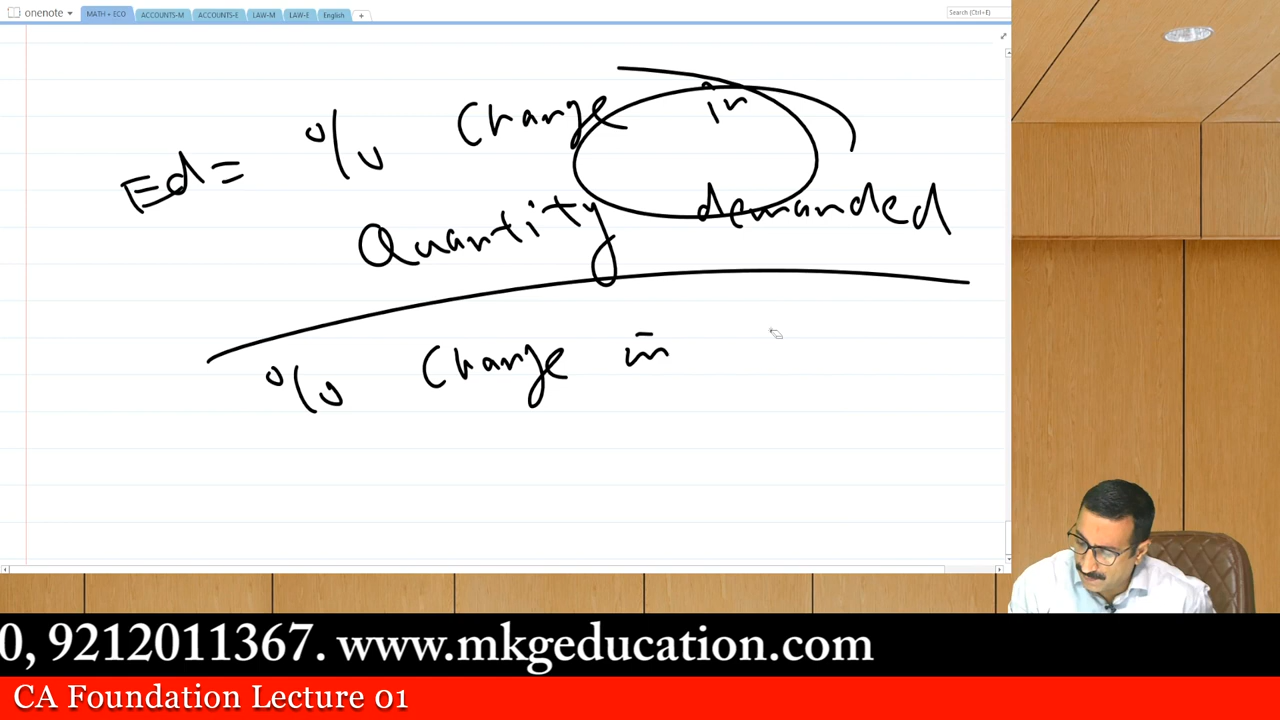 onenote
MATH + ECO
ACCOUNTS-M
ACCOUNTS-E
LAW-M
LAW-E
English
+
Search (Ctrl+E)
Ed = % Change in
Quantity demanded
% Change in
0, 9212011367. www.mkgeducation.com
CA Foundation Lecture 01